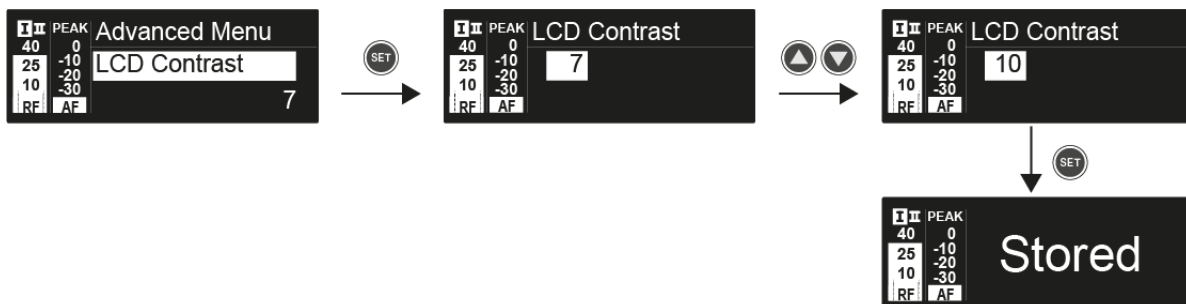 I II PEAK Advanced Menu
40 0
25 -10 LCD Contrast
-20
10 -30
RF AF 7
SET
I II PEAK LCD Contrast
40 0
25 -10 7
-20
10 -30
RF AF
I II PEAK LCD Contrast
40 0
25 -10 10
-20
10 -30
RF AF
SET
I II PEAK
40 0
25 -10 Stored
-20
10 -30
RF AF